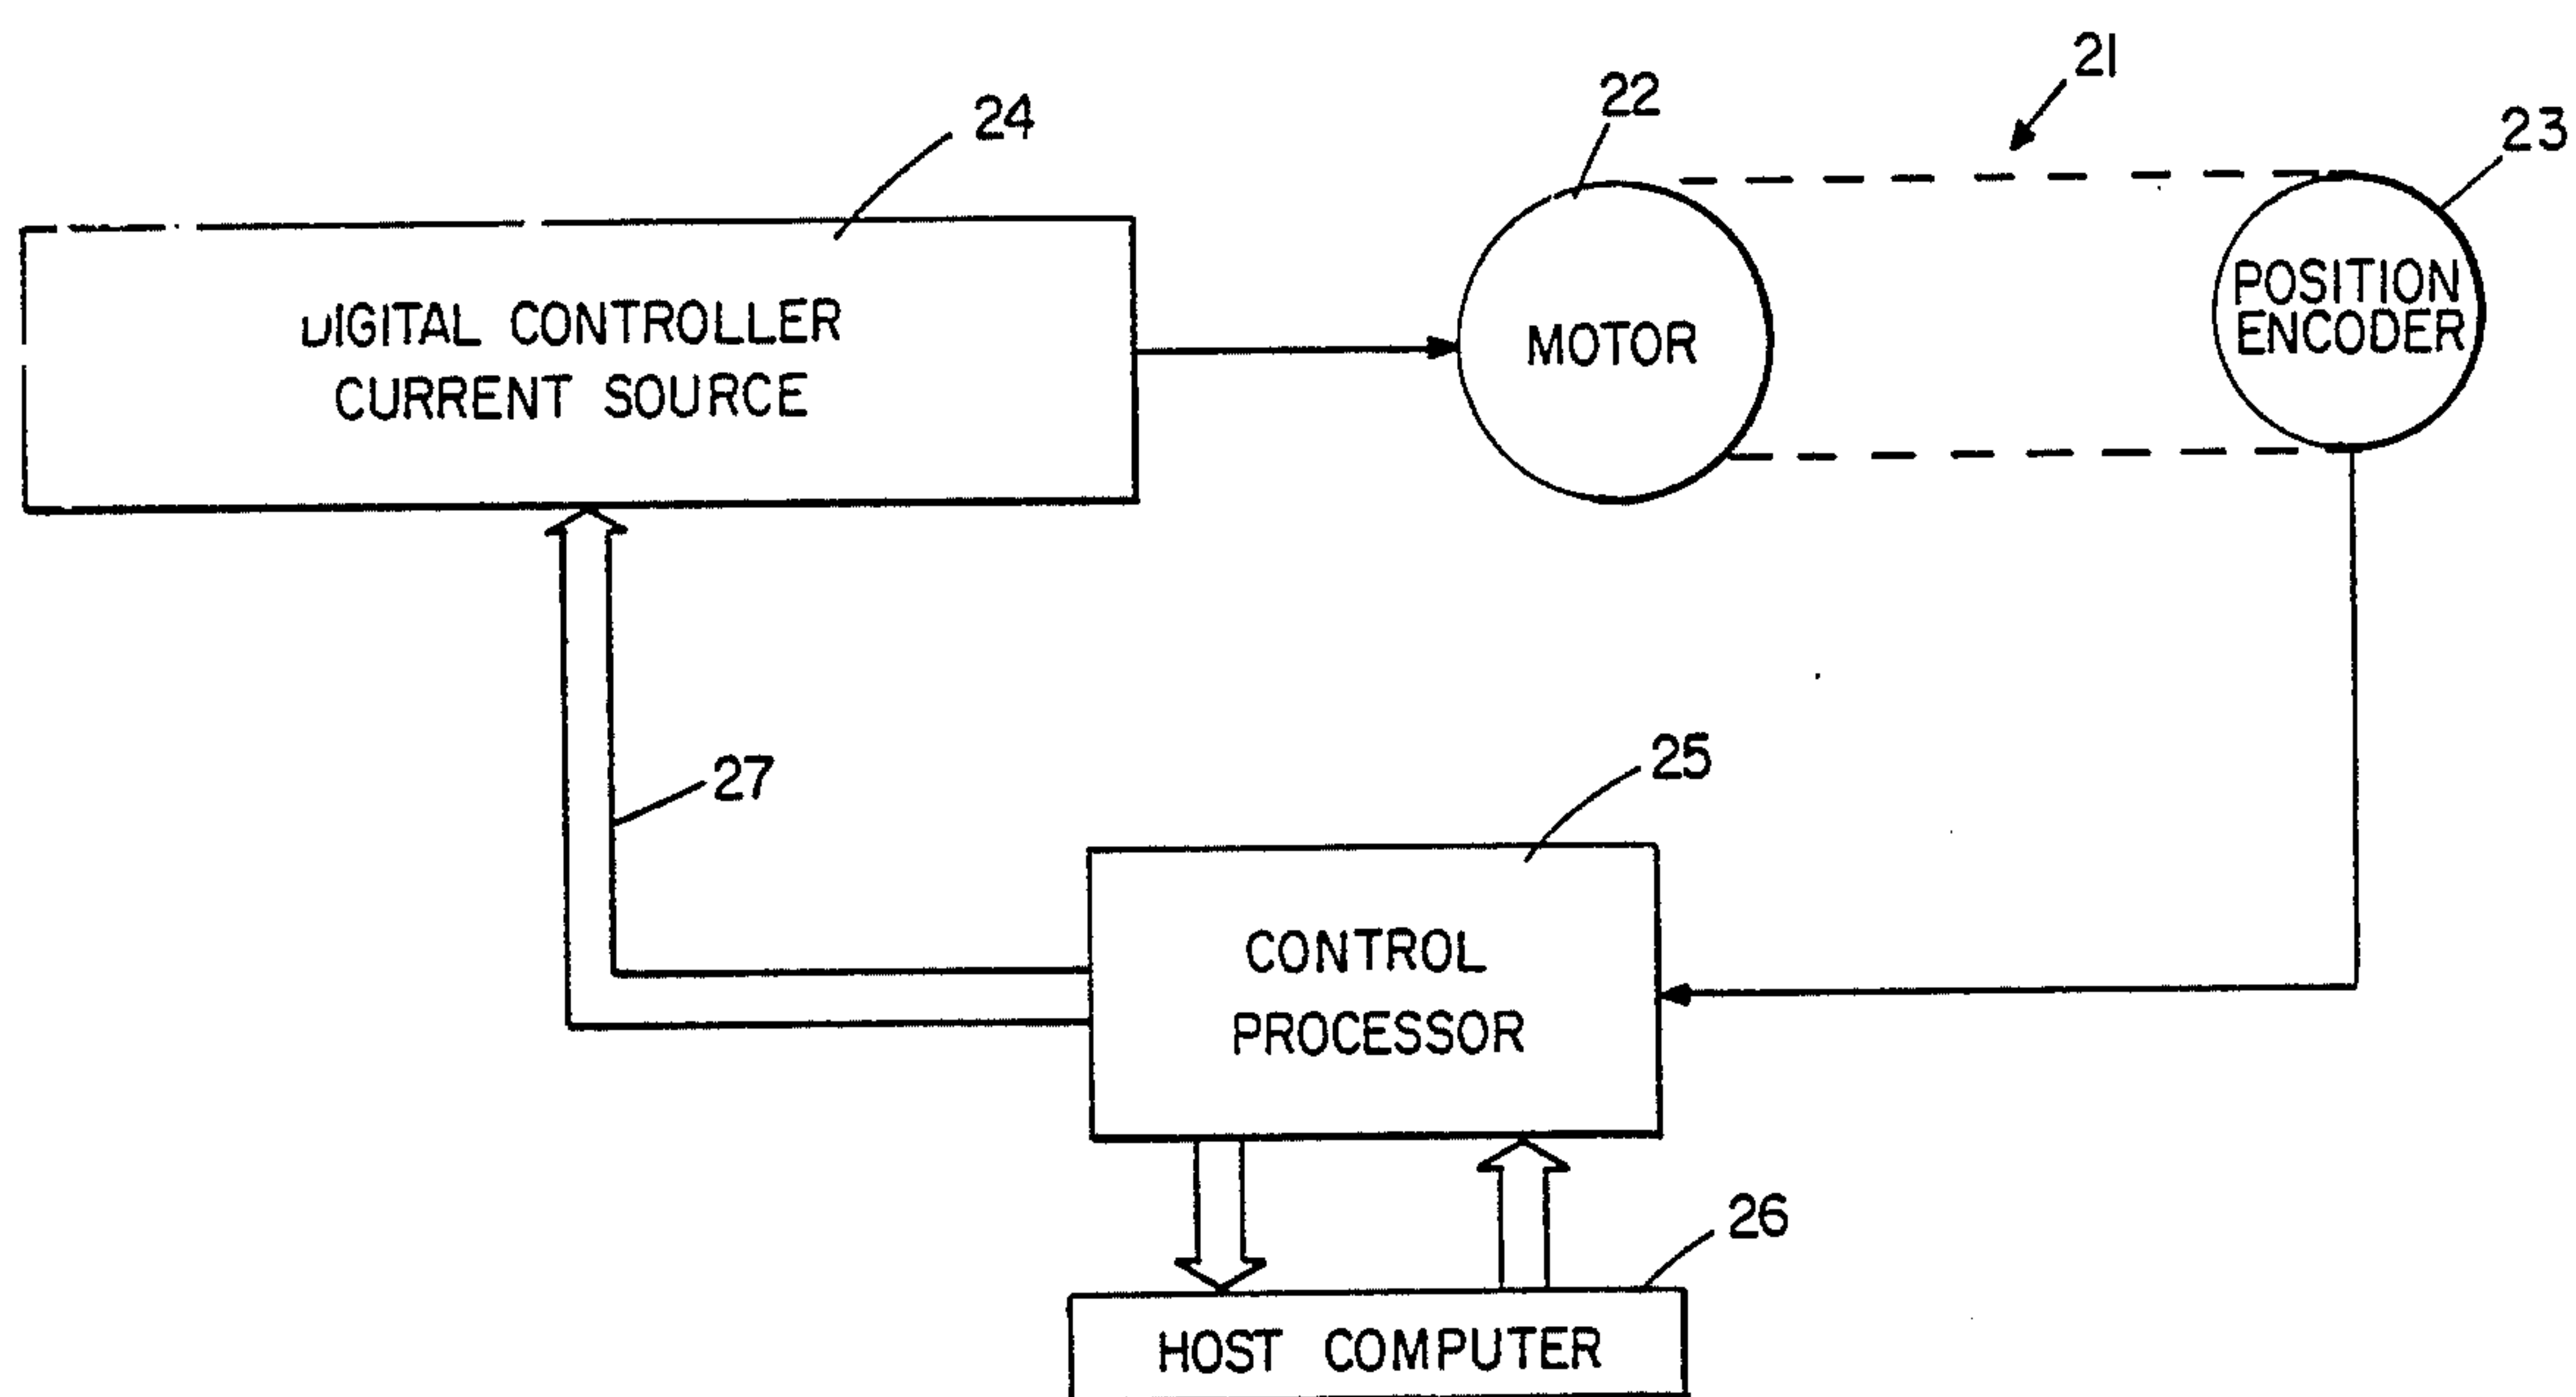 21
22
23
24
DIGITAL CONTROLLER
CURRENT SOURCE
MOTOR
POSITION
ENCODER
27
25
CONTROL
PROCESSOR
26
HOST COMPUTER